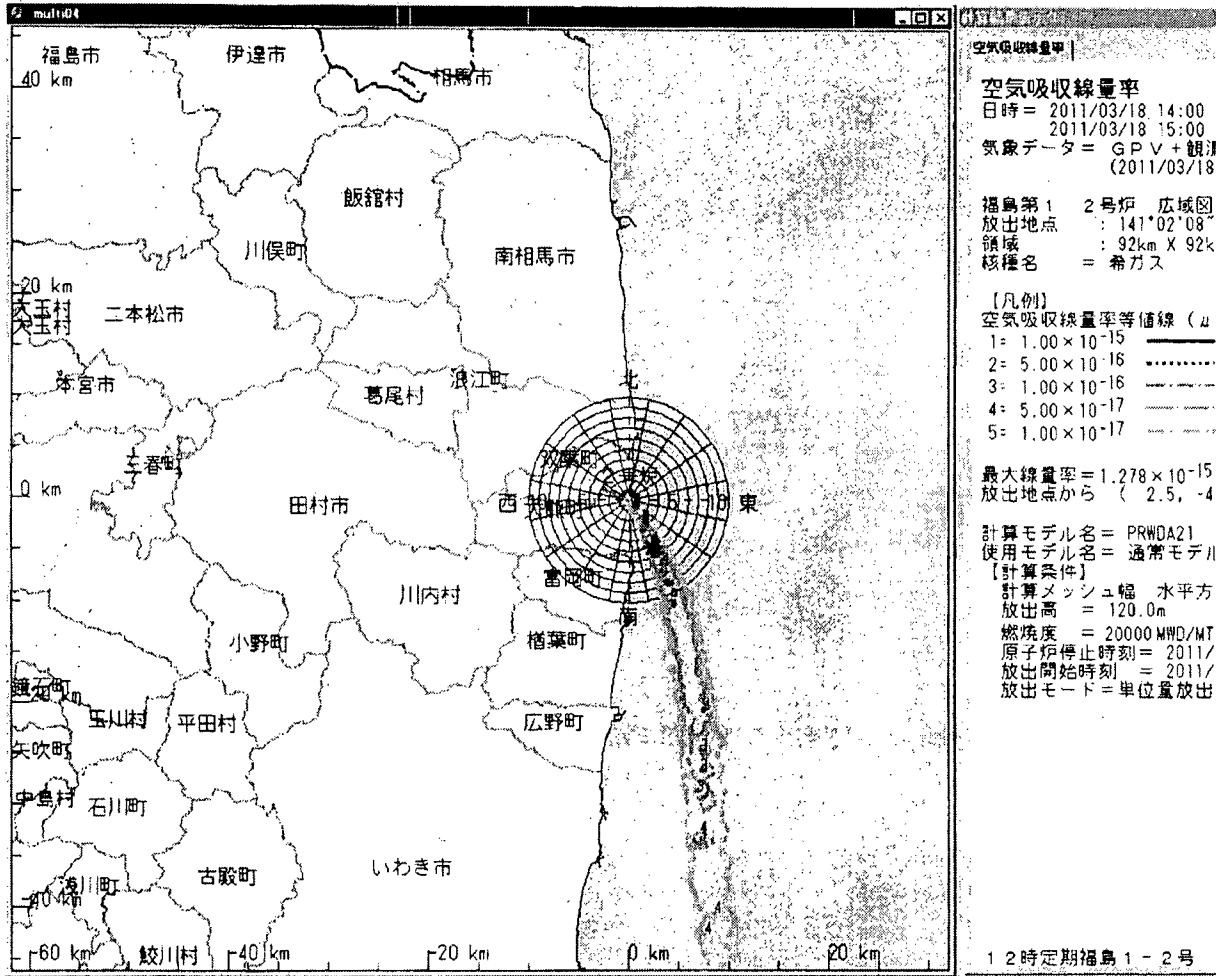 multi04
福島市
伊達市
相馬市
40 km
飯舘村
川俣町
南相馬市
20 km
大玉村
大玉村
二本松市
本宮市
葛尾村
浪江町
北
三春町
双葉町
0 km
田村市
西
10
東
富岡町
川内村
南
小野町
楢葉町
鏡石町
玉川村
平田村
広野町
矢吹町
中島村
石川町
古殿町
いわき市
浅川町
-40 km
-60 km
鮫川村
-40 km
-20 km
0 km
20 km
空気吸収線量率
空気吸収線量率
日時= 2011/03/18 14:00
2011/03/18 15:00
気象データ= GPV+観測
(2011/03/18
福島第1 2号炉 広域図
放出地点 : 141°02'08"
領域 : 92km X 92k
核種名 = 希ガス
【凡例】
空気吸収線量率等値線 (μ
1= 1.00×10-15
2= 5.00×10-16
3= 1.00×10-16
4= 5.00×10-17
5= 1.00×10-17
最大線量率=1.278×10-15
放出地点から ( 2.5, -4
計算モデル名= PRWDA21
使用モデル名= 通常モデル
【計算条件】
計算メッシュ幅 水平方
放出高 = 120.0m
燃焼度 = 20000MWD/MT
原子炉停止時刻= 2011/
放出開始時刻 = 2011/
放出モード=単位量放出
12時定期福島1-2号